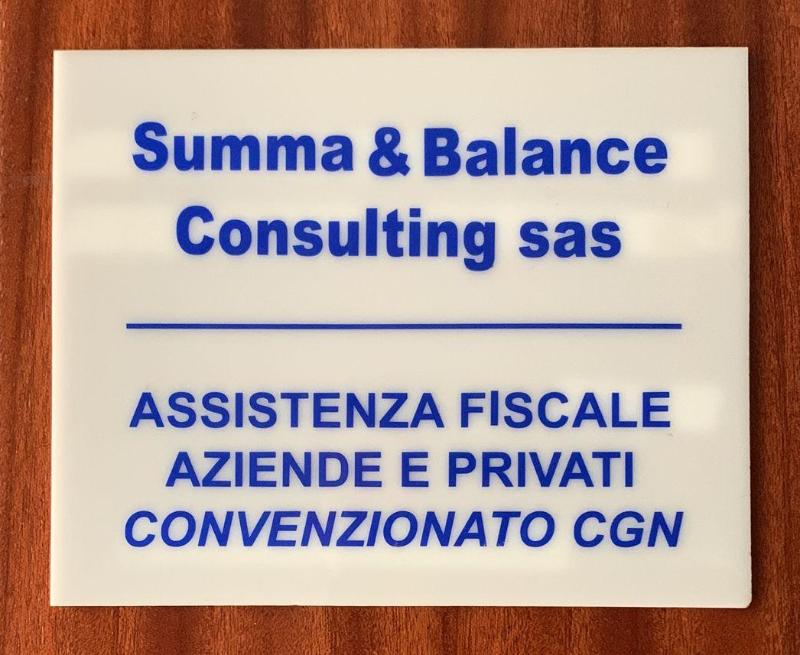 Summa & Balance
Consulting sas
ASSISTENZA FISCALE
AZIENDE E PRIVATI
CONVENZIONATO CGN